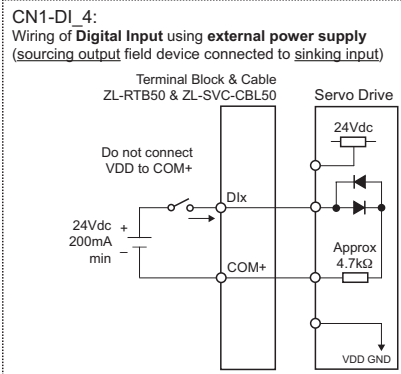 CN1-DI_4:
Wiring of Digital Input using external power supply
(sourcing output field device connected to sinking input)
Terminal Block & Cable
ZL-RTB50 & ZL-SVC-CBL50
Servo Drive
24Vdc
Do not connect
VDD to COM+
DIx
24Vdc
200mA
min
+
–
Approx
4.7kΩ
COM+
VDD GND